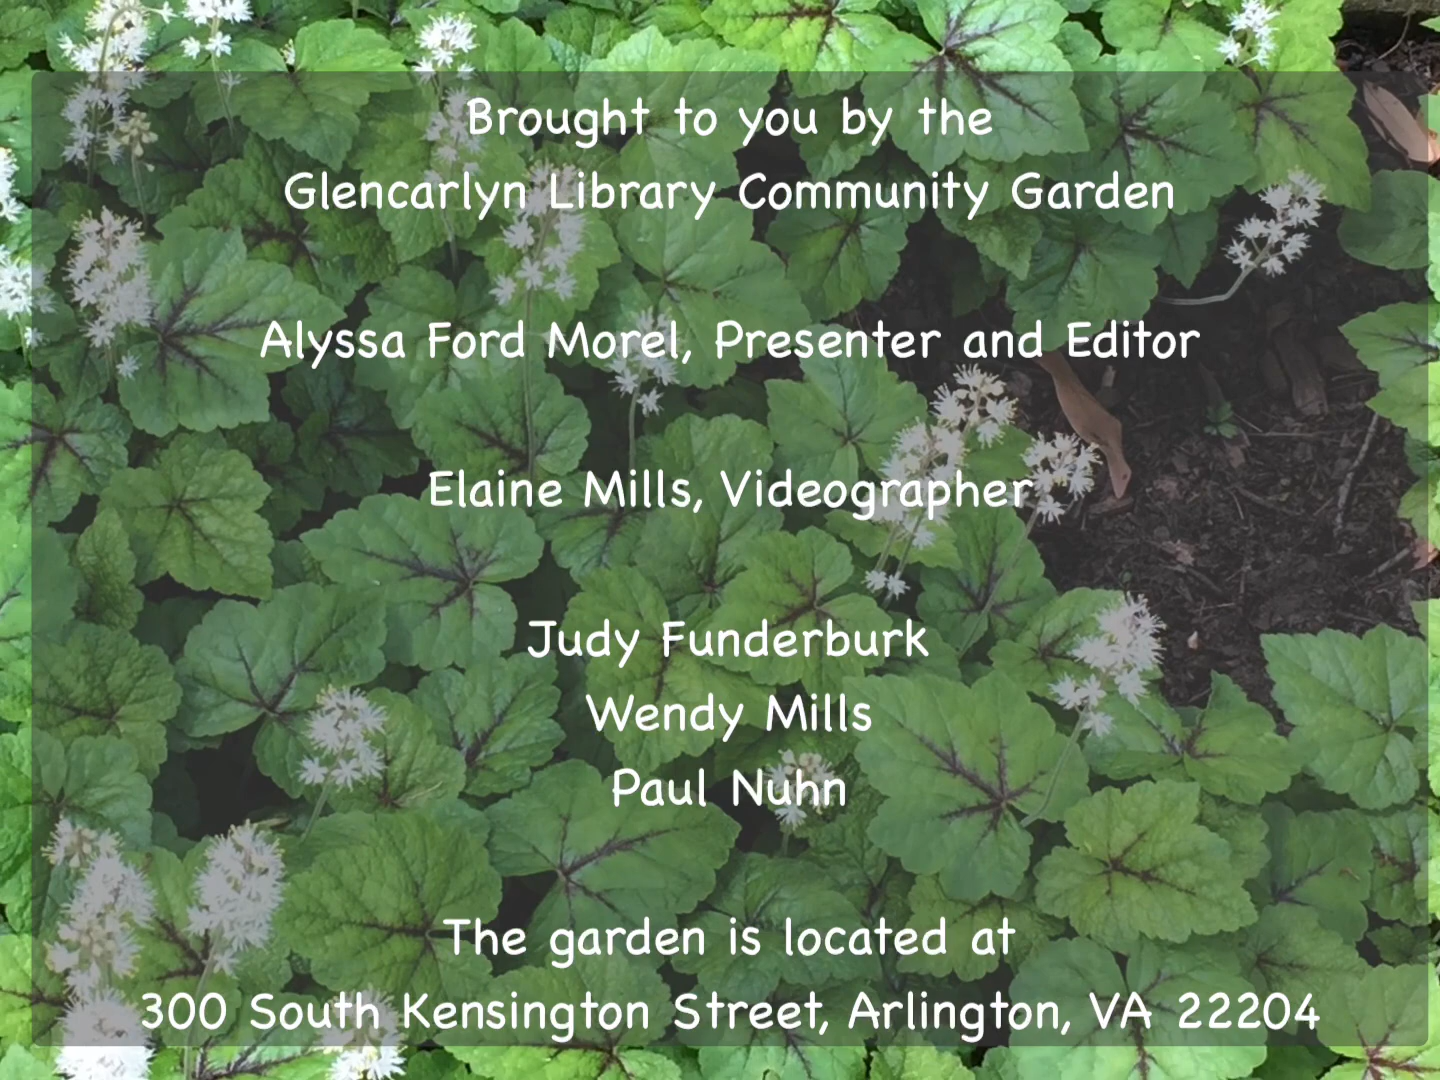 Brought to you by the
Glencarlyn Library Community Garden
Alyssa Ford Morel, Presenter and Editor
Elaine Mills, Videographer
Judy Funderburk
Wendy Mills
Paul Nuhn
The garden is located at
300 South Kensington Street, Arlington, VA 22204